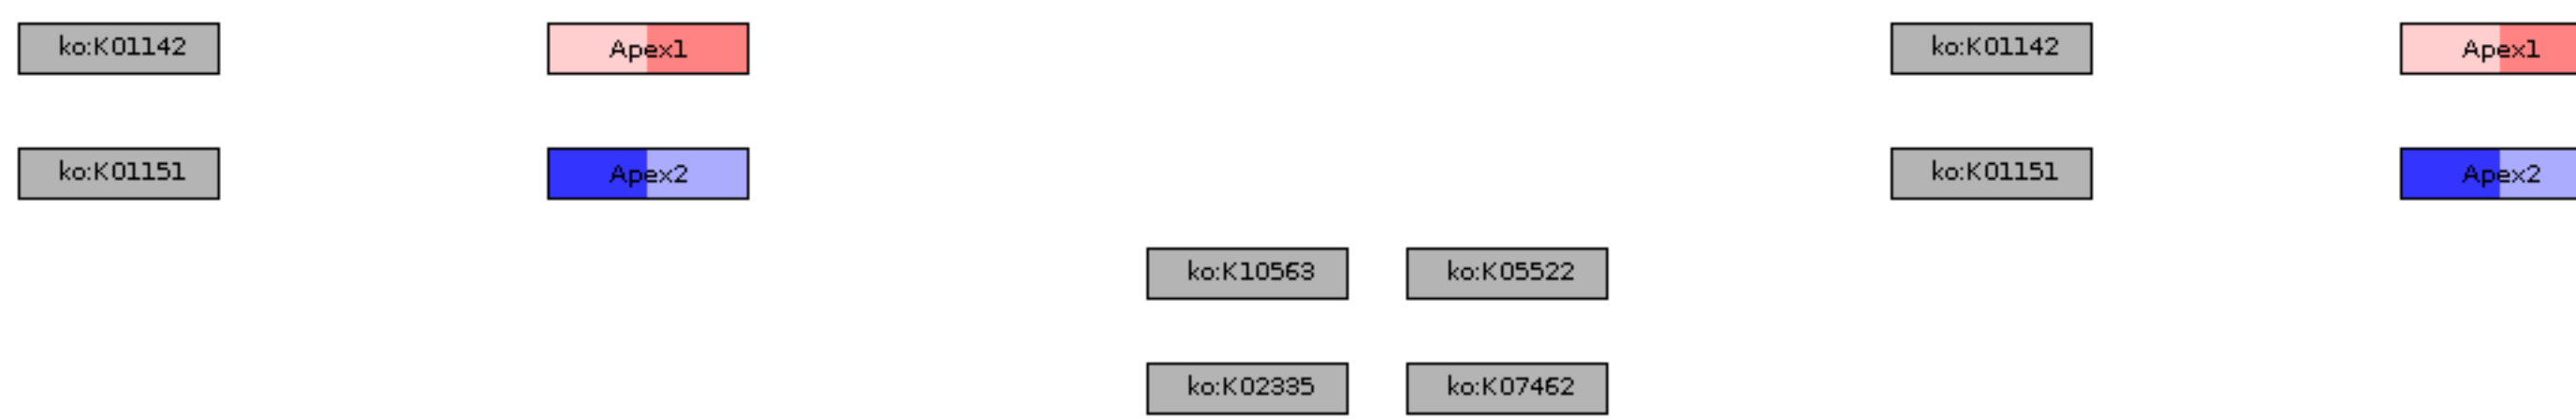 ko:K01142 Apex1 ko:K01142 Apex1
ko:K01151 Apex2 ko:K01151 Apex2
ko:K10563 ko:K05522
ko:K02335 ko:K07462